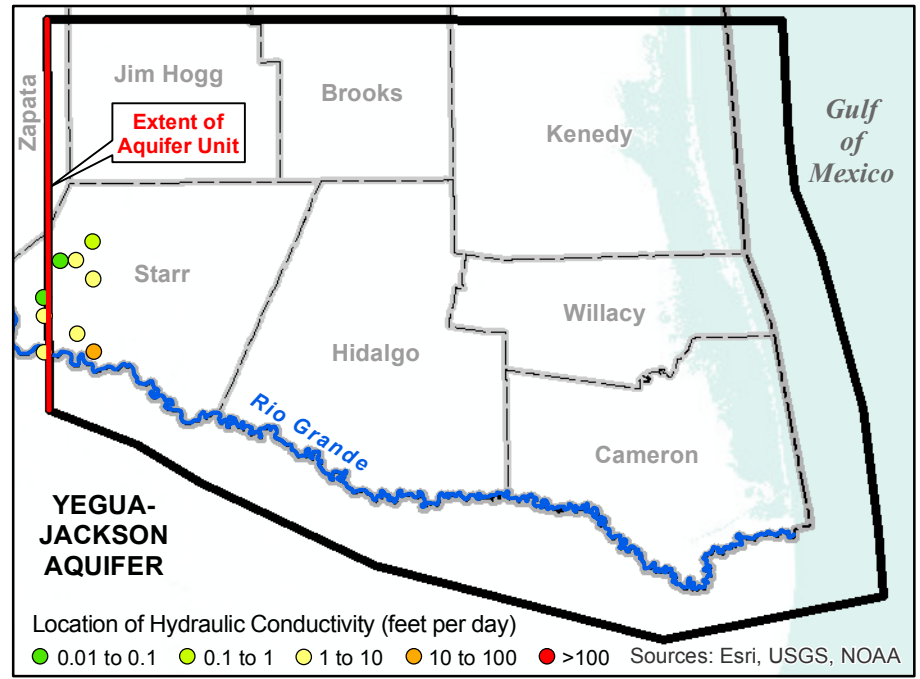 Zapata
Jim Hogg
Brooks
Kenedy
Gulf
of
Mexico
Extent of
Aquifer Unit
Starr
Willacy
Hidalgo
Rio Grande
Cameron
YEGUA-
JACKSON
AQUIFER
Location of Hydraulic Conductivity (feet per day)
0.01 to 0.1 0.1 to 1 1 to 10 10 to 100 >100 Sources: Esri, USGS, NOAA